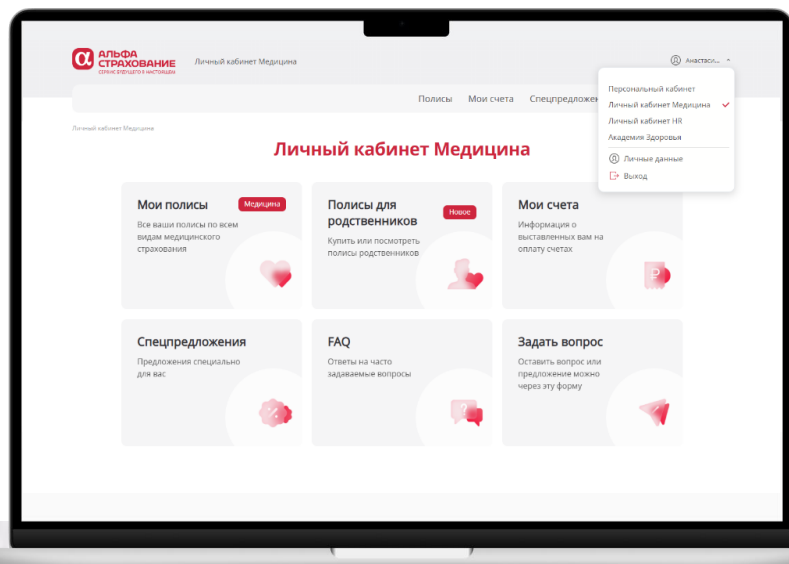 АЛЬФА
СТРАХОВАНИЕ
СЕРВИС БУДУЩЕГО В НАСТОЯЩЕМ
Личный кабинет Медицина
Анастаси...
Полисы Мои счета Спецпредложен
Персональный кабинет
Личный кабинет Медицина
Личный кабинет HR
Академия Здоровья
Личные данные
Выход
Личный кабинет Медицина
Личный кабинет Медицина
Мои полисы
Медицина
Все ваши полисы по всем
видам медицинского
страхования
Полисы для
родственников
Новое
Купить или посмотреть
полисы родственников
Мои счета
Информация о
выставленных вам на
оплату счетах
Спецпредложения
Предложения специально
для вас
FAQ
Ответы на часто
задаваемые вопросы
Задать вопрос
Оставить вопрос или
предложение можно
через эту форму